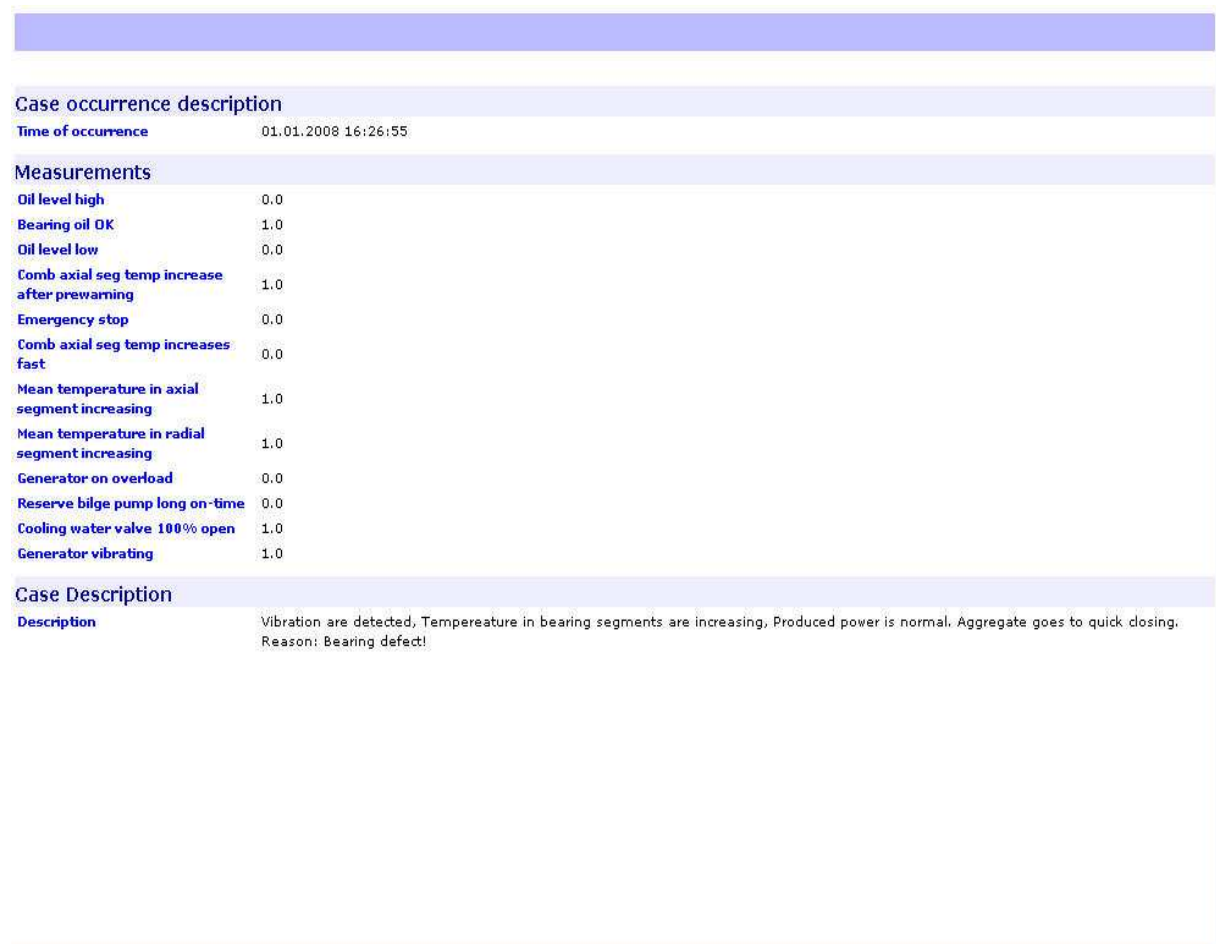 Case occurrence description
Time of occurrence 01.01.2008 16:26:55
Measurements
Oil level high 0.0
Bearing oil OK 1.0
Oil level low 0.0
Comb axial seg temp increase
after prewarning 1.0
Emergency stop 0.0
Comb axial seg temp increases
fast 0.0
Mean temperature in axial
segment increasing 1.0
Mean temperature in radial
segment increasing 1.0
Generator on overload 0.0
Reserve bilge pump long on-time 0.0
Cooling water valve 100% open 1.0
Generator vibrating 1.0
Case Description
Description Vibration are detected, Tempereature in bearing segments are increasing, Produced power is normal. Aggregate goes to quick closing.
Reason: Bearing defect!